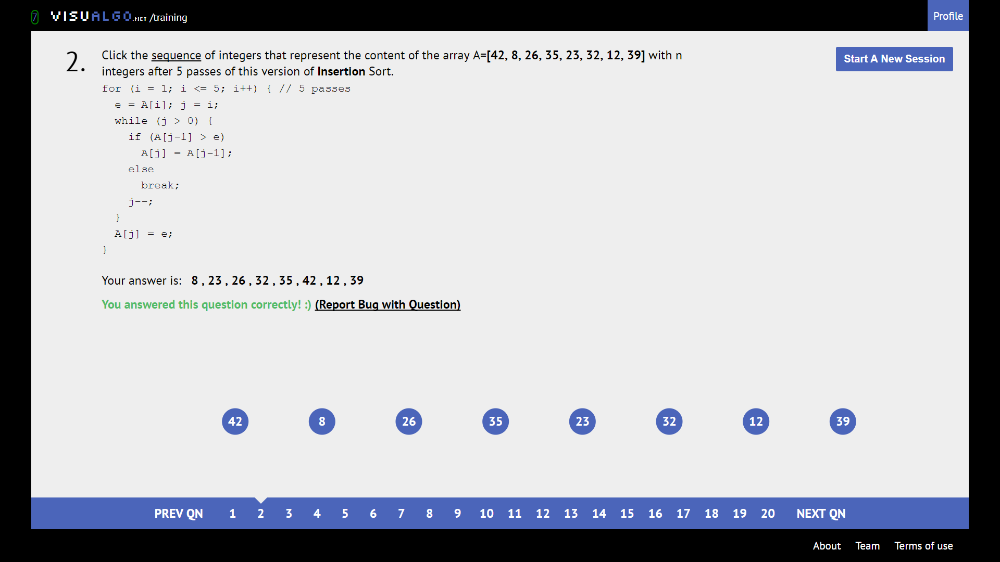 7 VISUALGO.NET /training
Profile
2. Click the sequence of integers that represent the content of the array A=[42, 8, 26, 35, 23, 32, 12, 39] with n
integers after 5 passes of this version of Insertion Sort.
Start A New Session
for (i = 1; i <= 5; i++) { // 5 passes
  e = A[i]; j = i;
  while (j > 0) {
    if (A[j-1] > e)
      A[j] = A[j-1];
    else
      break;
    j--;
  }
  A[j] = e;
}
Your answer is: 8 , 23 , 26 , 32 , 35 , 42 , 12 , 39
You answered this question correctly! :) (Report Bug with Question)
42 8 26 35 23 32 12 39
PREV QN 1 2 3 4 5 6 7 8 9 10 11 12 13 14 15 16 17 18 19 20 NEXT QN
About Team Terms of use